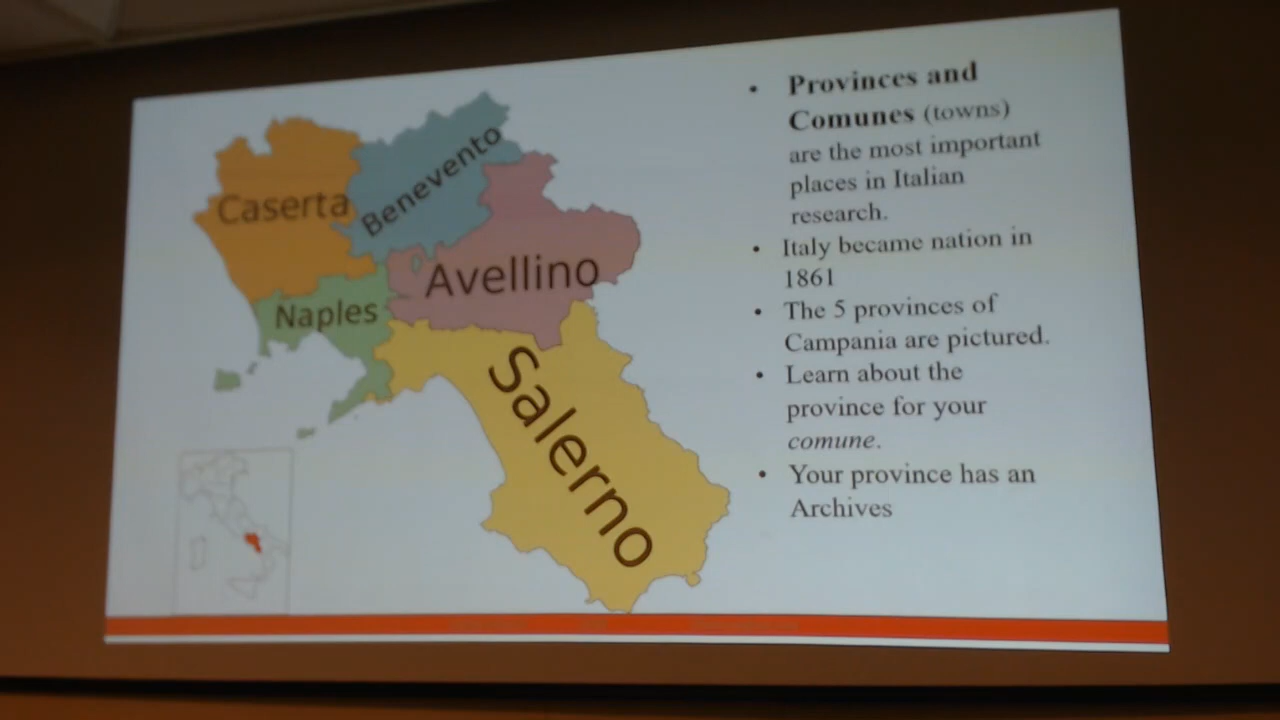 Caserta
Benevento
Avellino
Naples
Salerno
• Provinces and
Comunes (towns)
are the most important
places in Italian
research.
• Italy became nation in
1861
• The 5 provinces of
Campania are pictured.
• Learn about the
province for your
comune.
• Your province has an
Archives